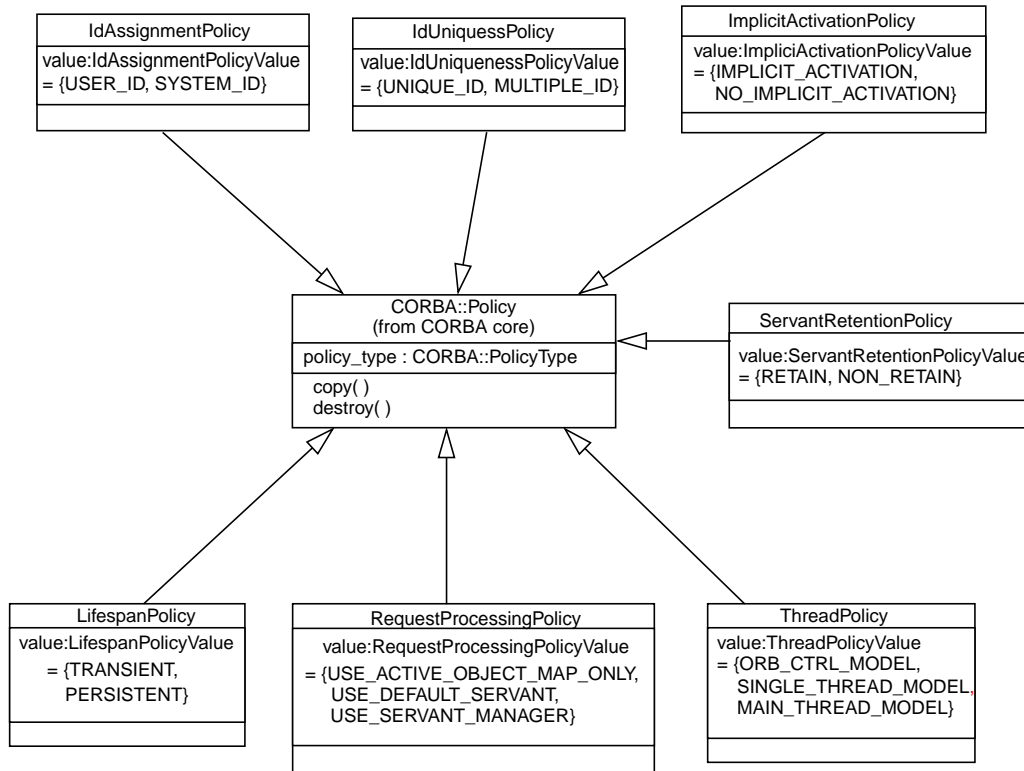 IdAssignmentPolicy
value:IdAssignmentPolicyValue
= {USER_ID, SYSTEM_ID}
IdUniquessPolicy
value:IdUniquenessPolicyValue
= {UNIQUE_ID, MULTIPLE_ID}
ImplicitActivationPolicy
value:ImpliciActivationPolicyValue
= {IMPLICIT_ACTIVATION,
NO_IMPLICIT_ACTIVATION}
CORBA::Policy
(from CORBA core)
policy_type : CORBA::PolicyType
copy( )
destroy( )
ServantRetentionPolicy
value:ServantRetentionPolicyValue
= {RETAIN, NON_RETAIN}
LifespanPolicy
value:LifespanPolicyValue
= {TRANSIENT,
PERSISTENT}
RequestProcessingPolicy
value:RequestProcessingPolicyValue
= {USE_ACTIVE_OBJECT_MAP_ONLY,
USE_DEFAULT_SERVANT,
USE_SERVANT_MANAGER}
ThreadPolicy
value:ThreadPolicyValue
= {ORB_CTRL_MODEL,
SINGLE_THREAD_MODEL,
MAIN_THREAD_MODEL}